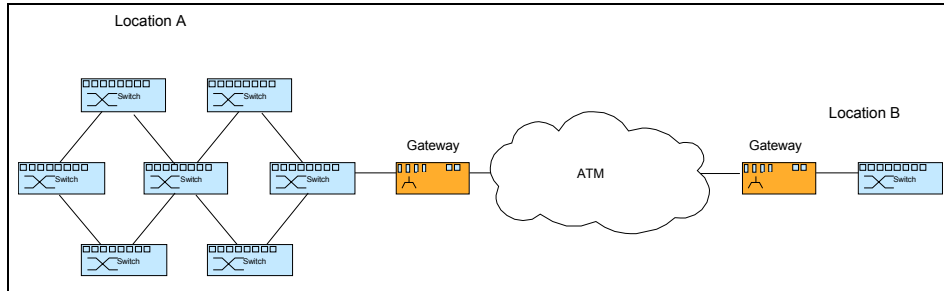 Location A
Switch
Switch
Location B
Gateway
Gateway
Switch
Switch
Switch
ATM
Switch
Switch
Switch